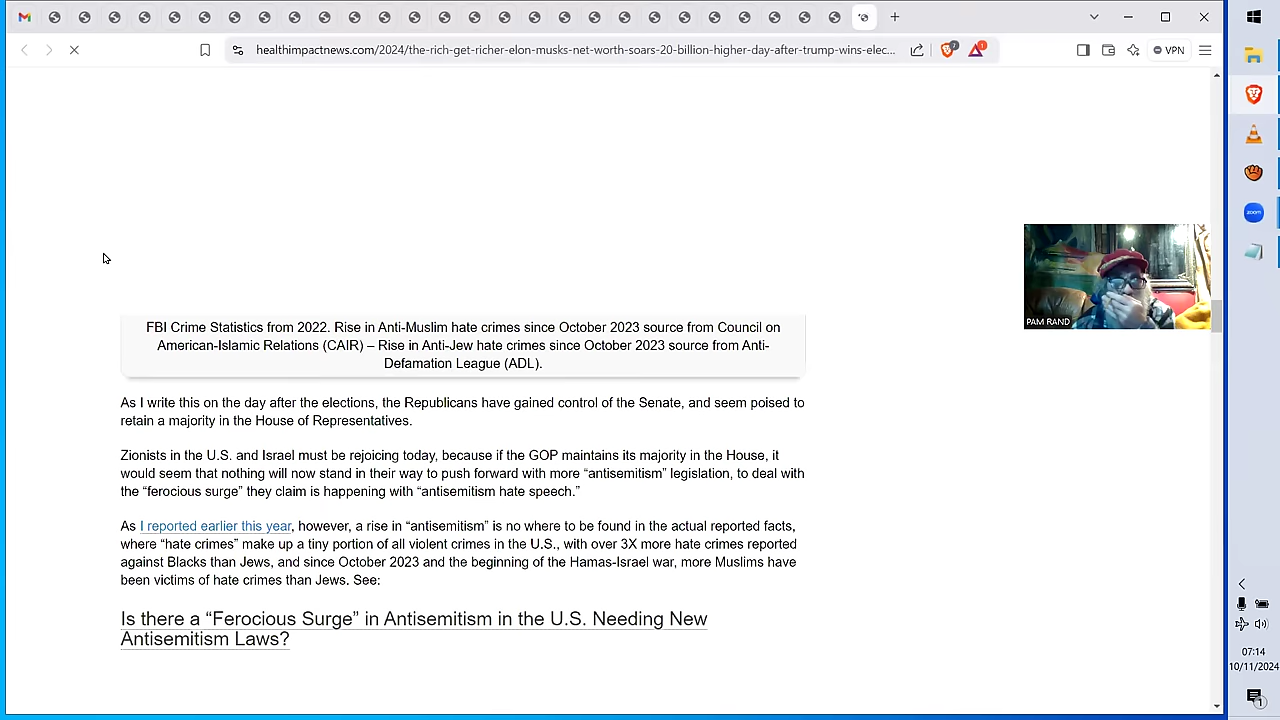 healthimpactnews.com/2024/the-rich-get-richer-elon-musks-net-worth-soars-20-billion-higher-day-after-trump-wins-elec...
7
1
VPN
PAM RAND
FBI Crime Statistics from 2022. Rise in Anti-Muslim hate crimes since October 2023 source from Council on
American-Islamic Relations (CAIR) – Rise in Anti-Jew hate crimes since October 2023 source from Anti-
Defamation League (ADL).
As I write this on the day after the elections, the Republicans have gained control of the Senate, and seem poised to
retain a majority in the House of Representatives.
Zionists in the U.S. and Israel must be rejoicing today, because if the GOP maintains its majority in the House, it
would seem that nothing will now stand in their way to push forward with more “antisemitism” legislation, to deal with
the “ferocious surge” they claim is happening with “antisemitism hate speech.”
As I reported earlier this year, however, a rise in “antisemitism” is no where to be found in the actual reported facts,
where “hate crimes” make up a tiny portion of all violent crimes in the U.S., with over 3X more hate crimes reported
against Blacks than Jews, and since October 2023 and the beginning of the Hamas-Israel war, more Muslims have
been victims of hate crimes than Jews. See:
Is there a “Ferocious Surge” in Antisemitism in the U.S. Needing New
Antisemitism Laws?
zoom
07:14
10/11/2024
1